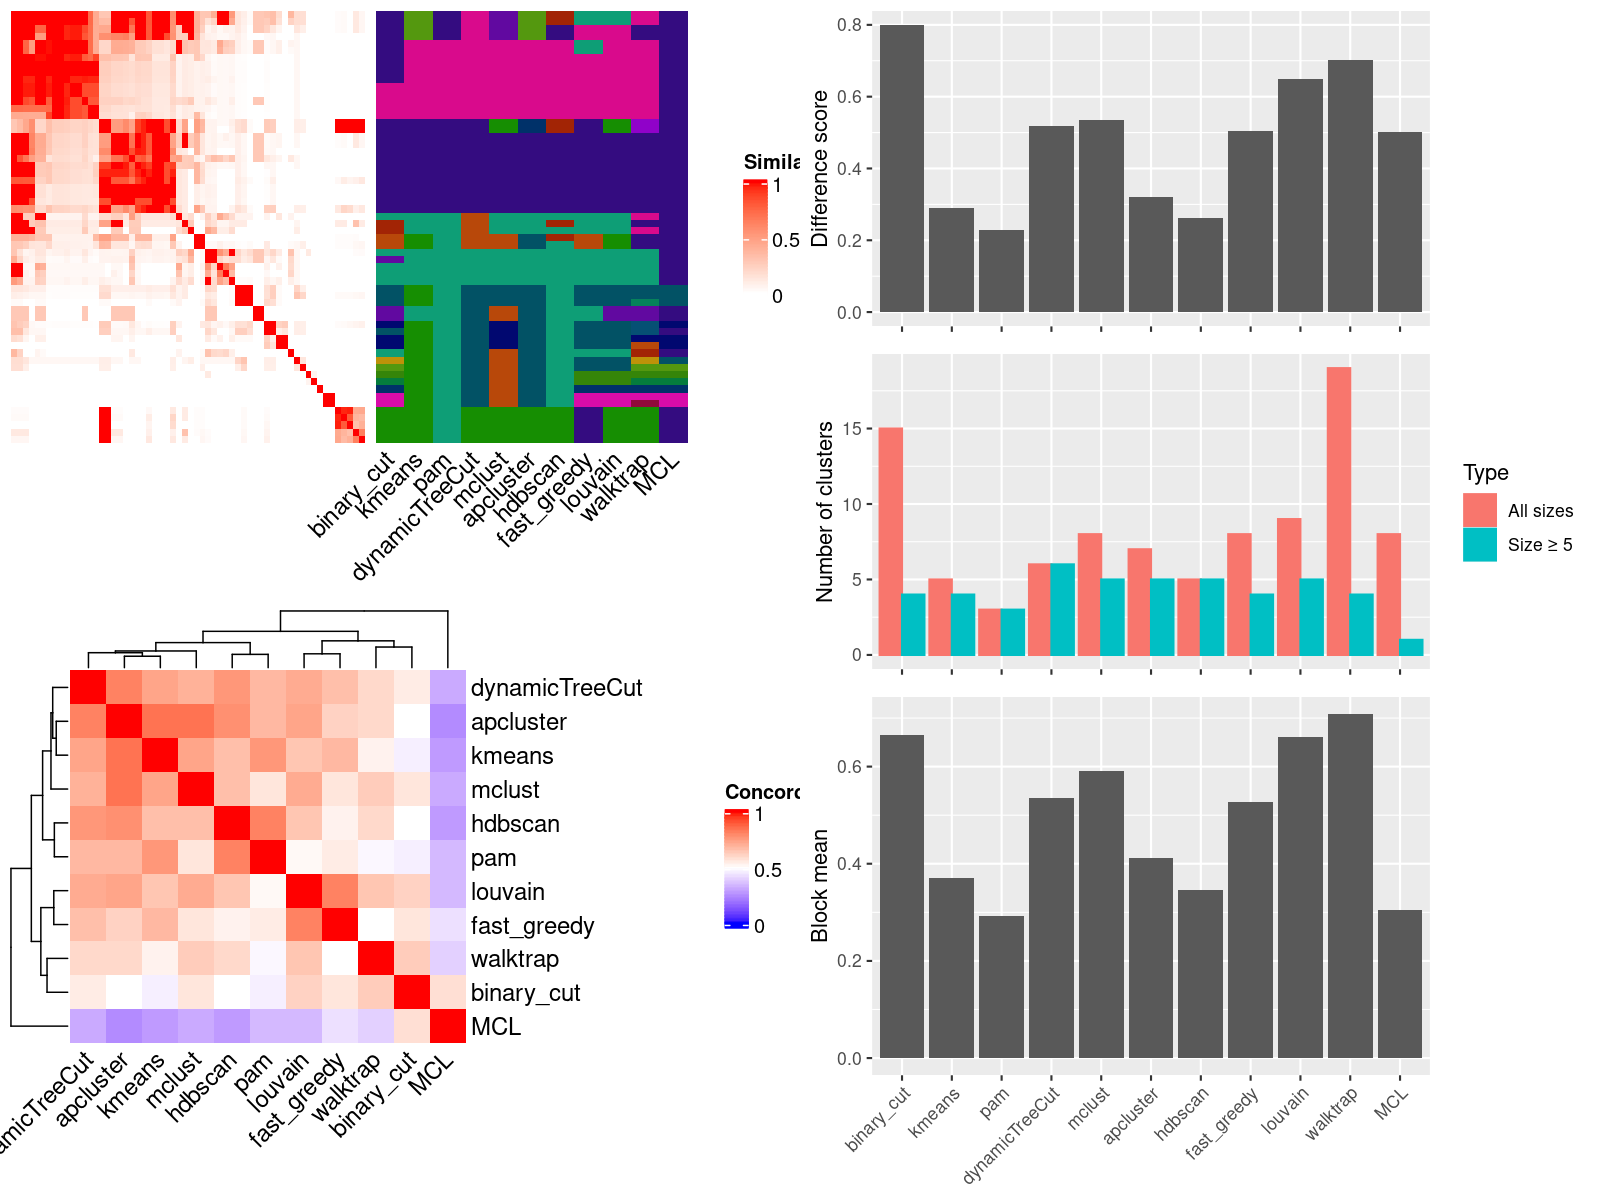 Simila
1
0.5
0
binary_cut
kmeans
pam
dynamicTreeCut
mclust
apcluster
hdbscan
fast_greedy
louvain
walktrap
MCL
dynamicTreeCut
apcluster
kmeans
mclust
hdbscan
pam
louvain
fast_greedy
walktrap
binary_cut
MCL
amicTreeCut
apcluster
kmeans
mclust
hdbscan
pam
louvain
fast_greedy
walktrap
binary_cut
MCL
Concord
1
0.5
0
Difference score
0.8
0.6
0.4
0.2
0.0
Number of clusters
15
10
5
0
Type
All sizes
Size ≥ 5
Block mean
0.6
0.4
0.2
0.0
binary_cut
kmeans
pam
dynamicTreeCut
mclust
apcluster
hdbscan
fast_greedy
louvain
walktrap
MCL